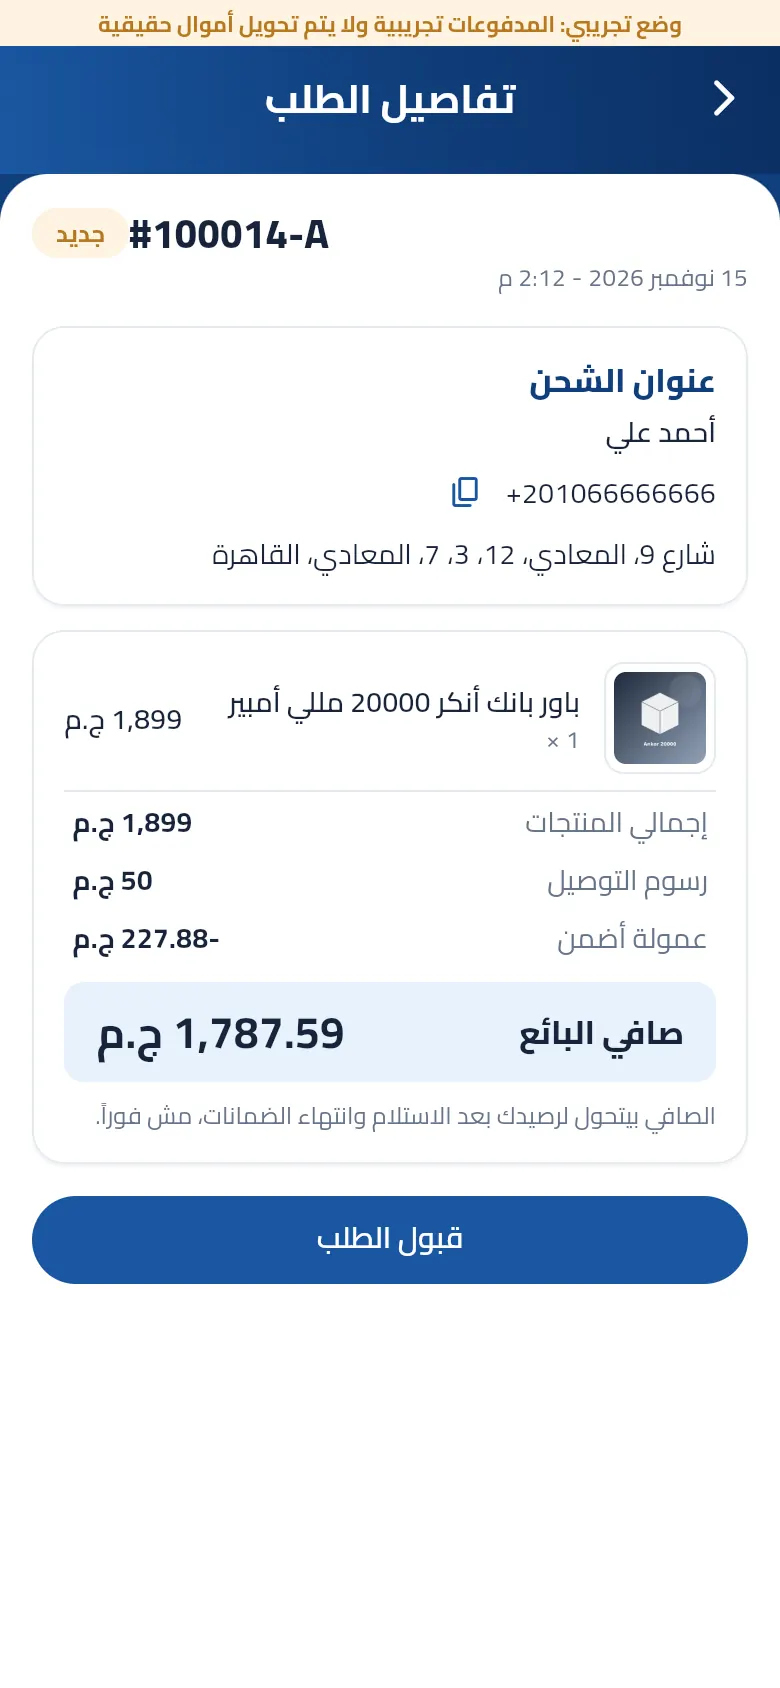 وضع تجريبي: المدفوعات تجريبية ولا يتم تحويل أموال حقيقية
تفاصيل الطلب
#100014-A
جديد
15 نوفمبر 2026 - 2:12 م
عنوان الشحن
أحمد علي
+201066666666
شارع 9، المعادي، 12، 3، 7، المعادي، القاهرة
باور بانك أنكر 20000 مللي أمبير
1 ×
1,899 ج.م
Anker 20000
إجمالي المنتجات 1,899 ج.م
رسوم التوصيل 50 ج.م
عمولة أضمن -227.88 ج.م
صافي البائع 1,787.59 ج.م
الصافي بيتحول لرصيدك بعد الاستلام وانتهاء الضمانات، مش فوراً.
قبول الطلب